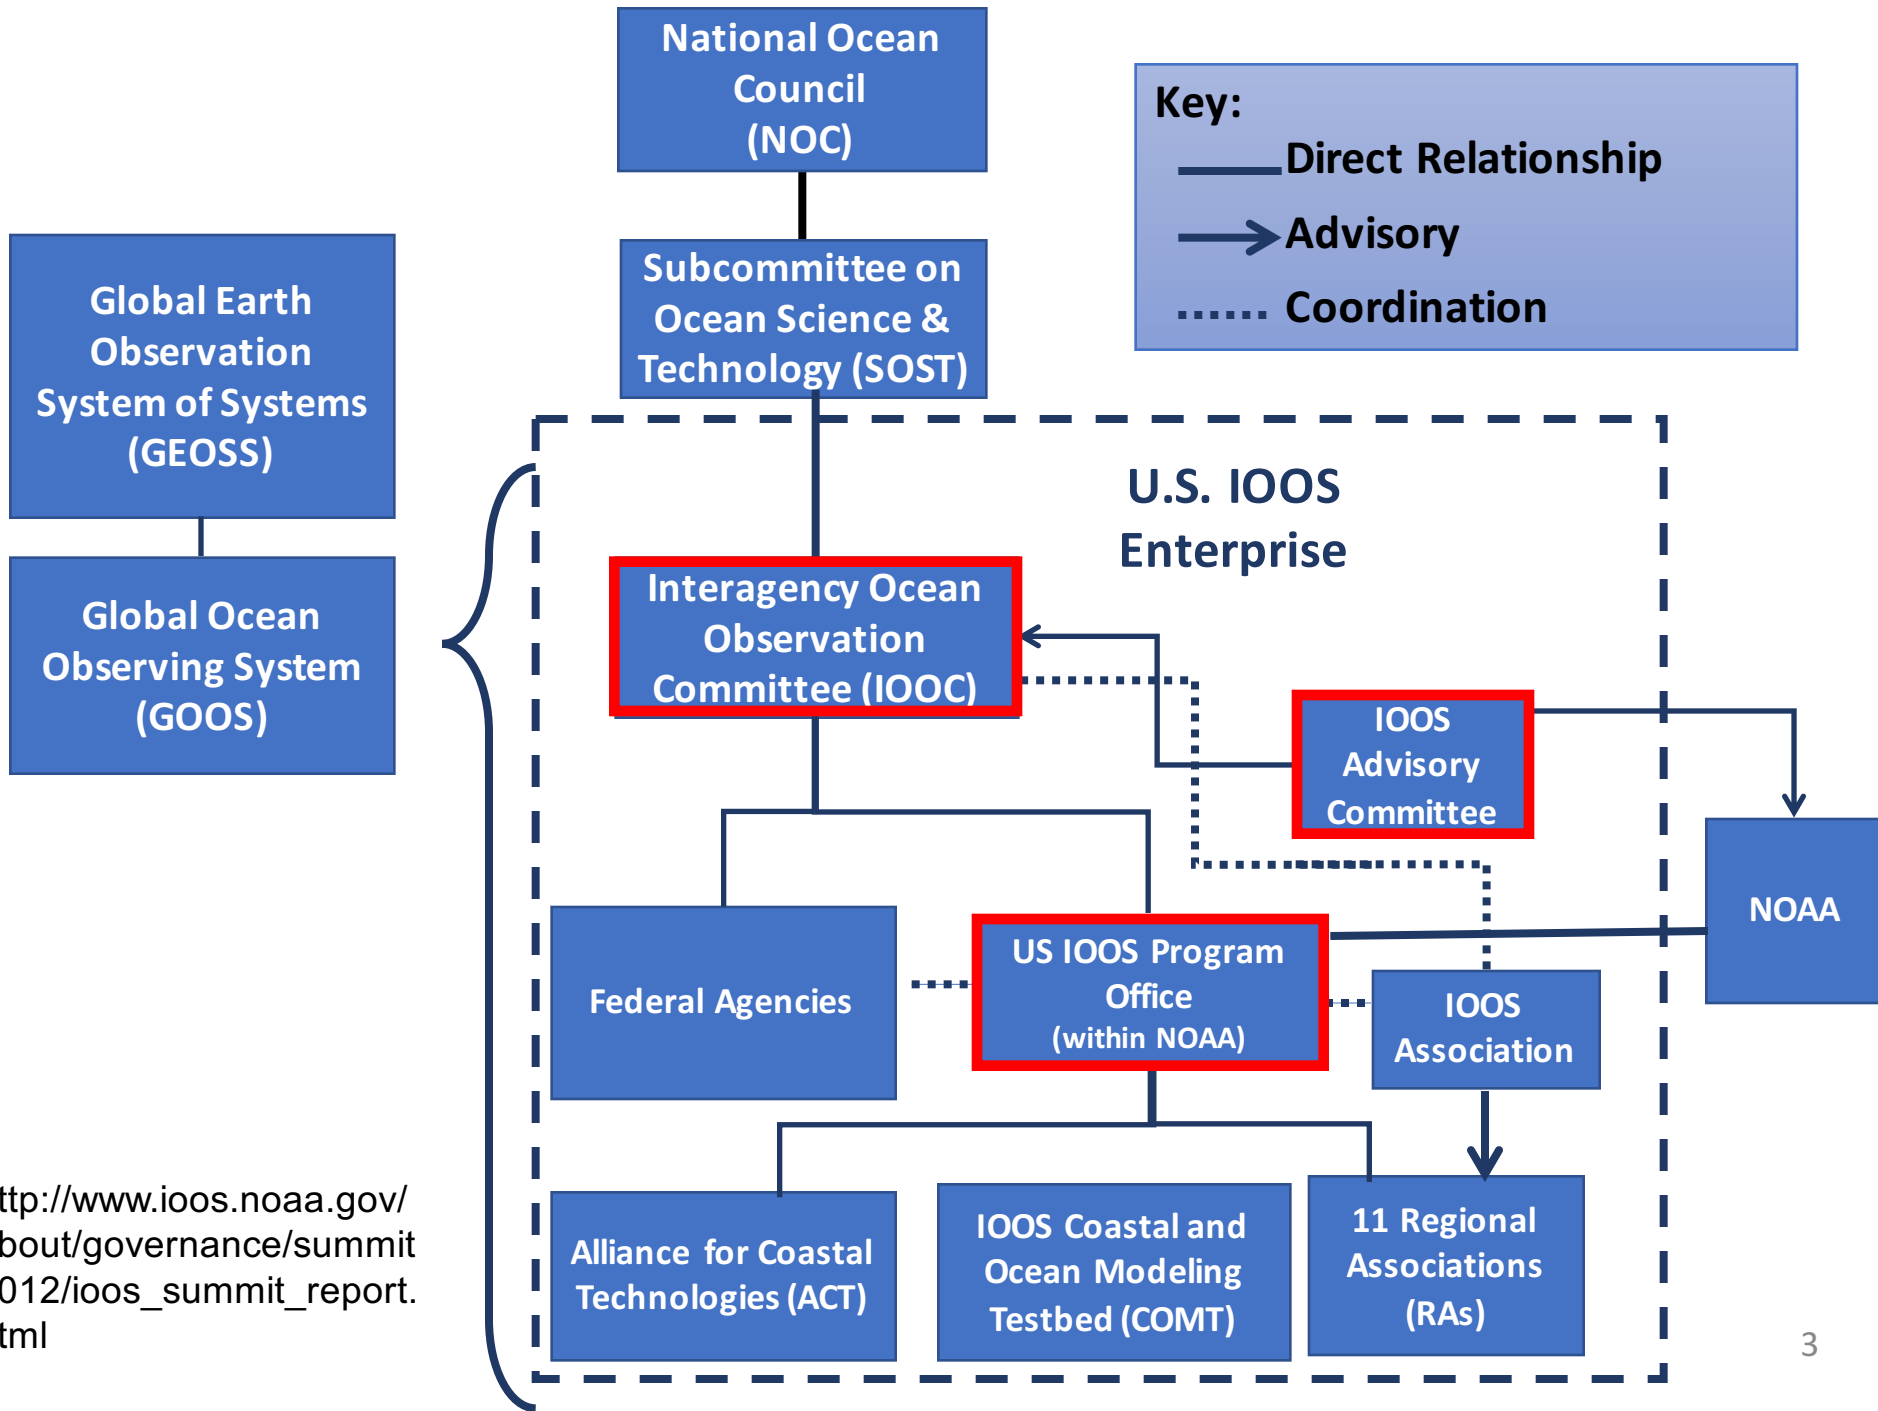 National Ocean
Council
(NOC)
Key:
Direct Relationship
Advisory
Coordination
Subcommittee on
Ocean Science &
Technology (SOST)
Global Earth
Observation
System of Systems
(GEOSS)
Global Ocean
Observing System
(GOOS)
U.S. IOOS
Enterprise
Interagency Ocean
Observation
Committee (IOOC)
IOOS
Advisory
Committee
NOAA
Federal Agencies
US IOOS Program
Office
(within NOAA)
IOOS
Association
Alliance for Coastal
Technologies (ACT)
IOOS Coastal and
Ocean Modeling
Testbed (COMT)
11 Regional
Associations
(RAs)
ttp://www.ioos.noaa.gov/
bout/governance/summit
012/ioos_summit_report.
tml
3